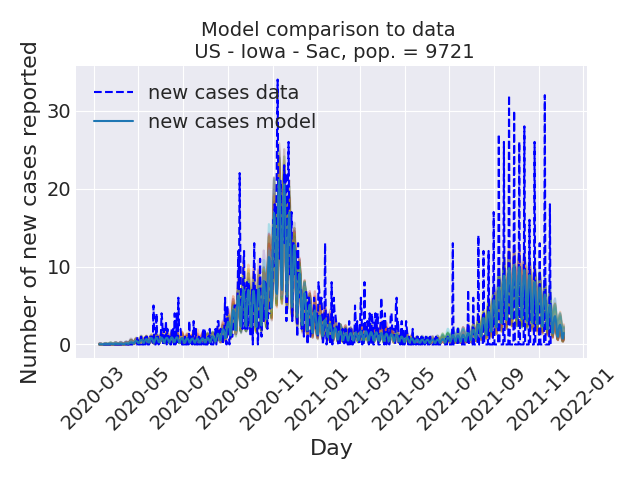 Model comparison to data
US - Iowa - Sac, pop. = 9721
Number of new cases reported
30
20
10
0
new cases data
new cases model
2020-03
2020-05
2020-07
2020-09
2020-11
2021-01
2021-03
2021-05
2021-07
2021-09
2021-11
2022-01
Day